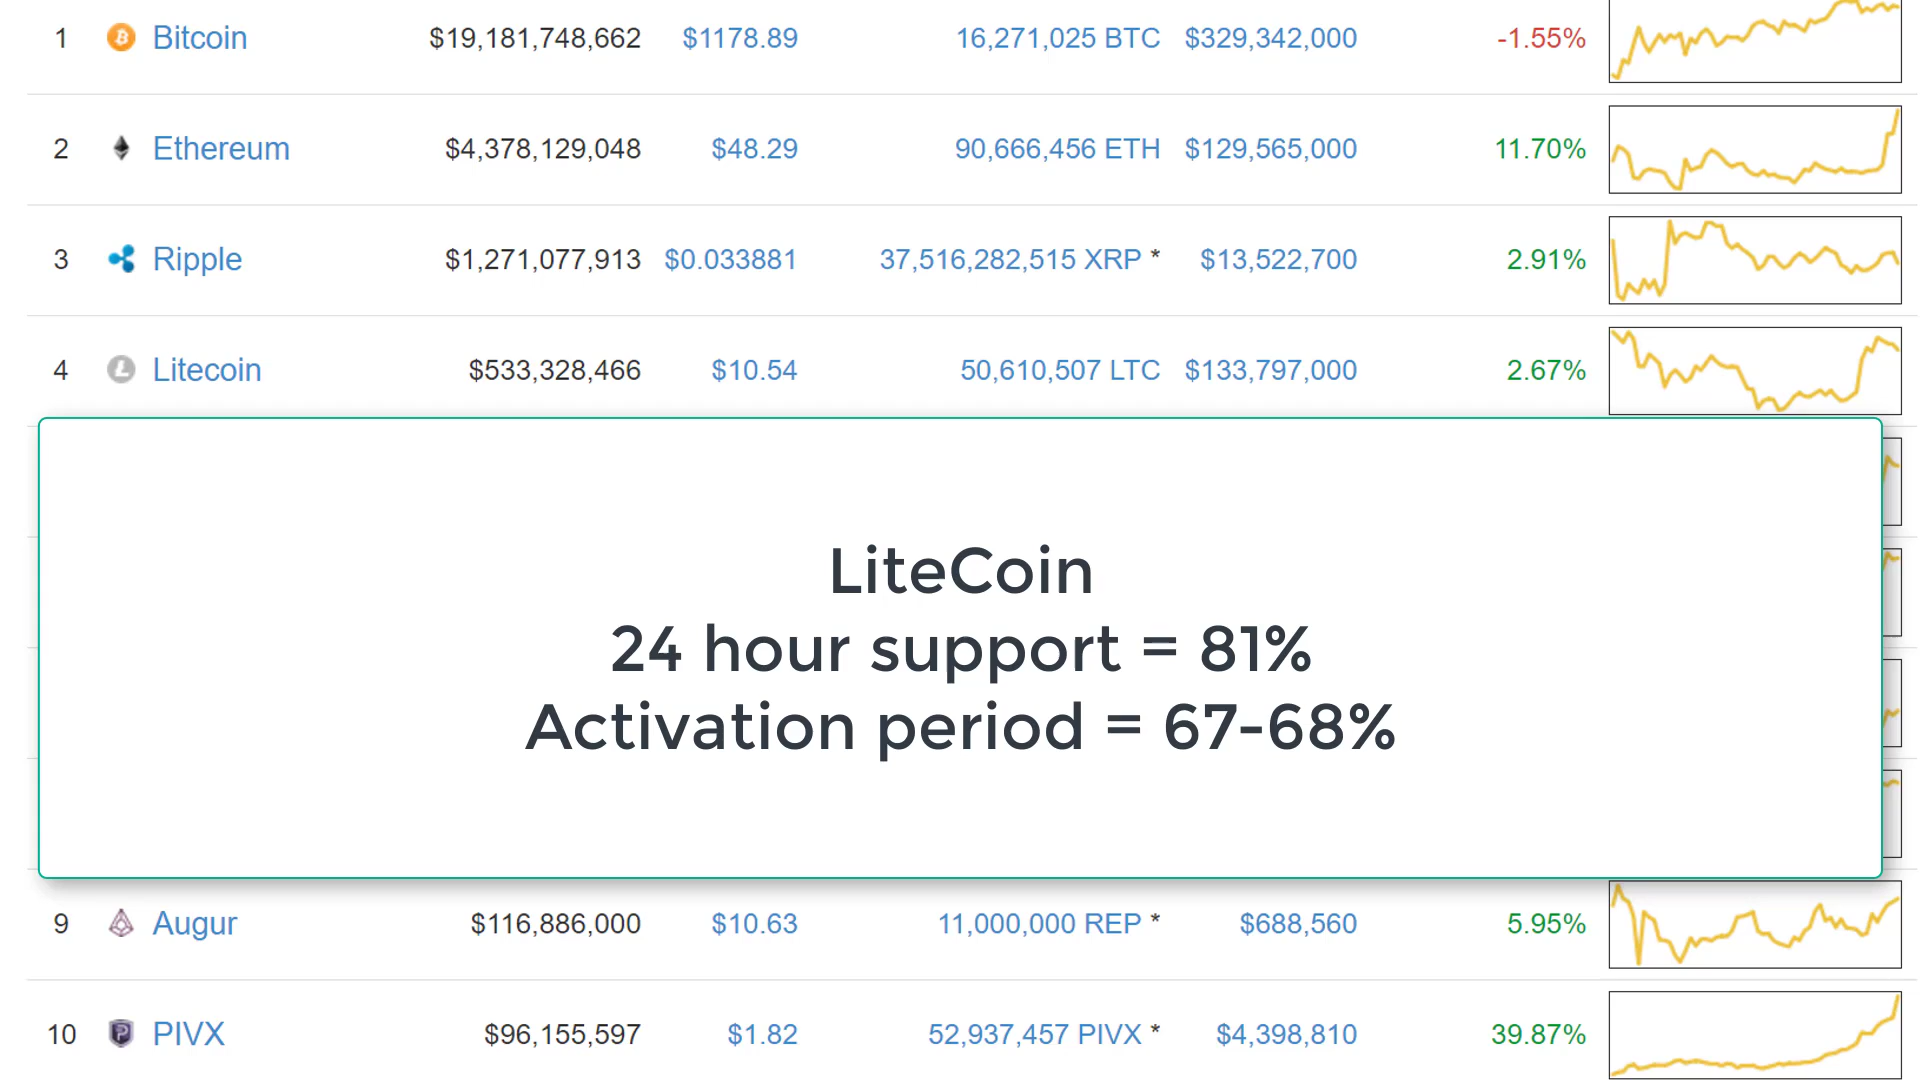 1 Bitcoin $19,181,748,662 $1178.89 16,271,025 BTC $329,342,000 -1.55%
2 Ethereum $4,378,129,048 $48.29 90,666,456 ETH $129,565,000 11.70%
3 Ripple $1,271,077,913 $0.033881 37,516,282,515 XRP * $13,522,700 2.91%
4 Litecoin $533,328,466 $10.54 50,610,507 LTC $133,797,000 2.67%
LiteCoin
24 hour support = 81%
Activation period = 67-68%
9 Augur $116,886,000 $10.63 11,000,000 REP * $688,560 5.95%
10 PIVX $96,155,597 $1.82 52,937,457 PIVX * $4,398,810 39.87%